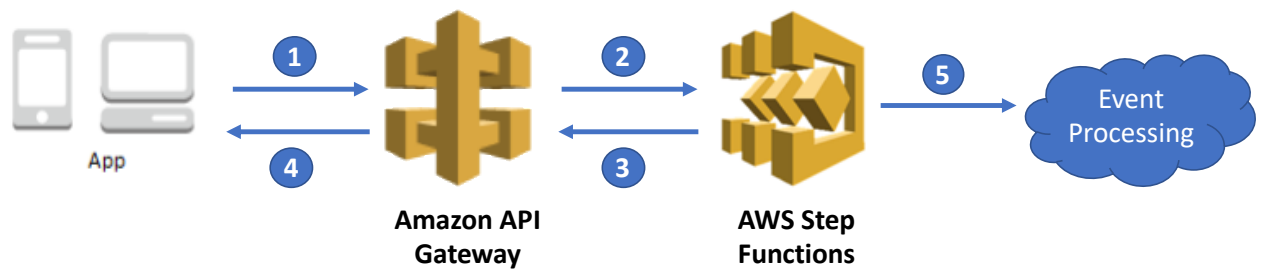 1
2
5
Event
Processing
4
3
App
Amazon API
Gateway
AWS Step
Functions